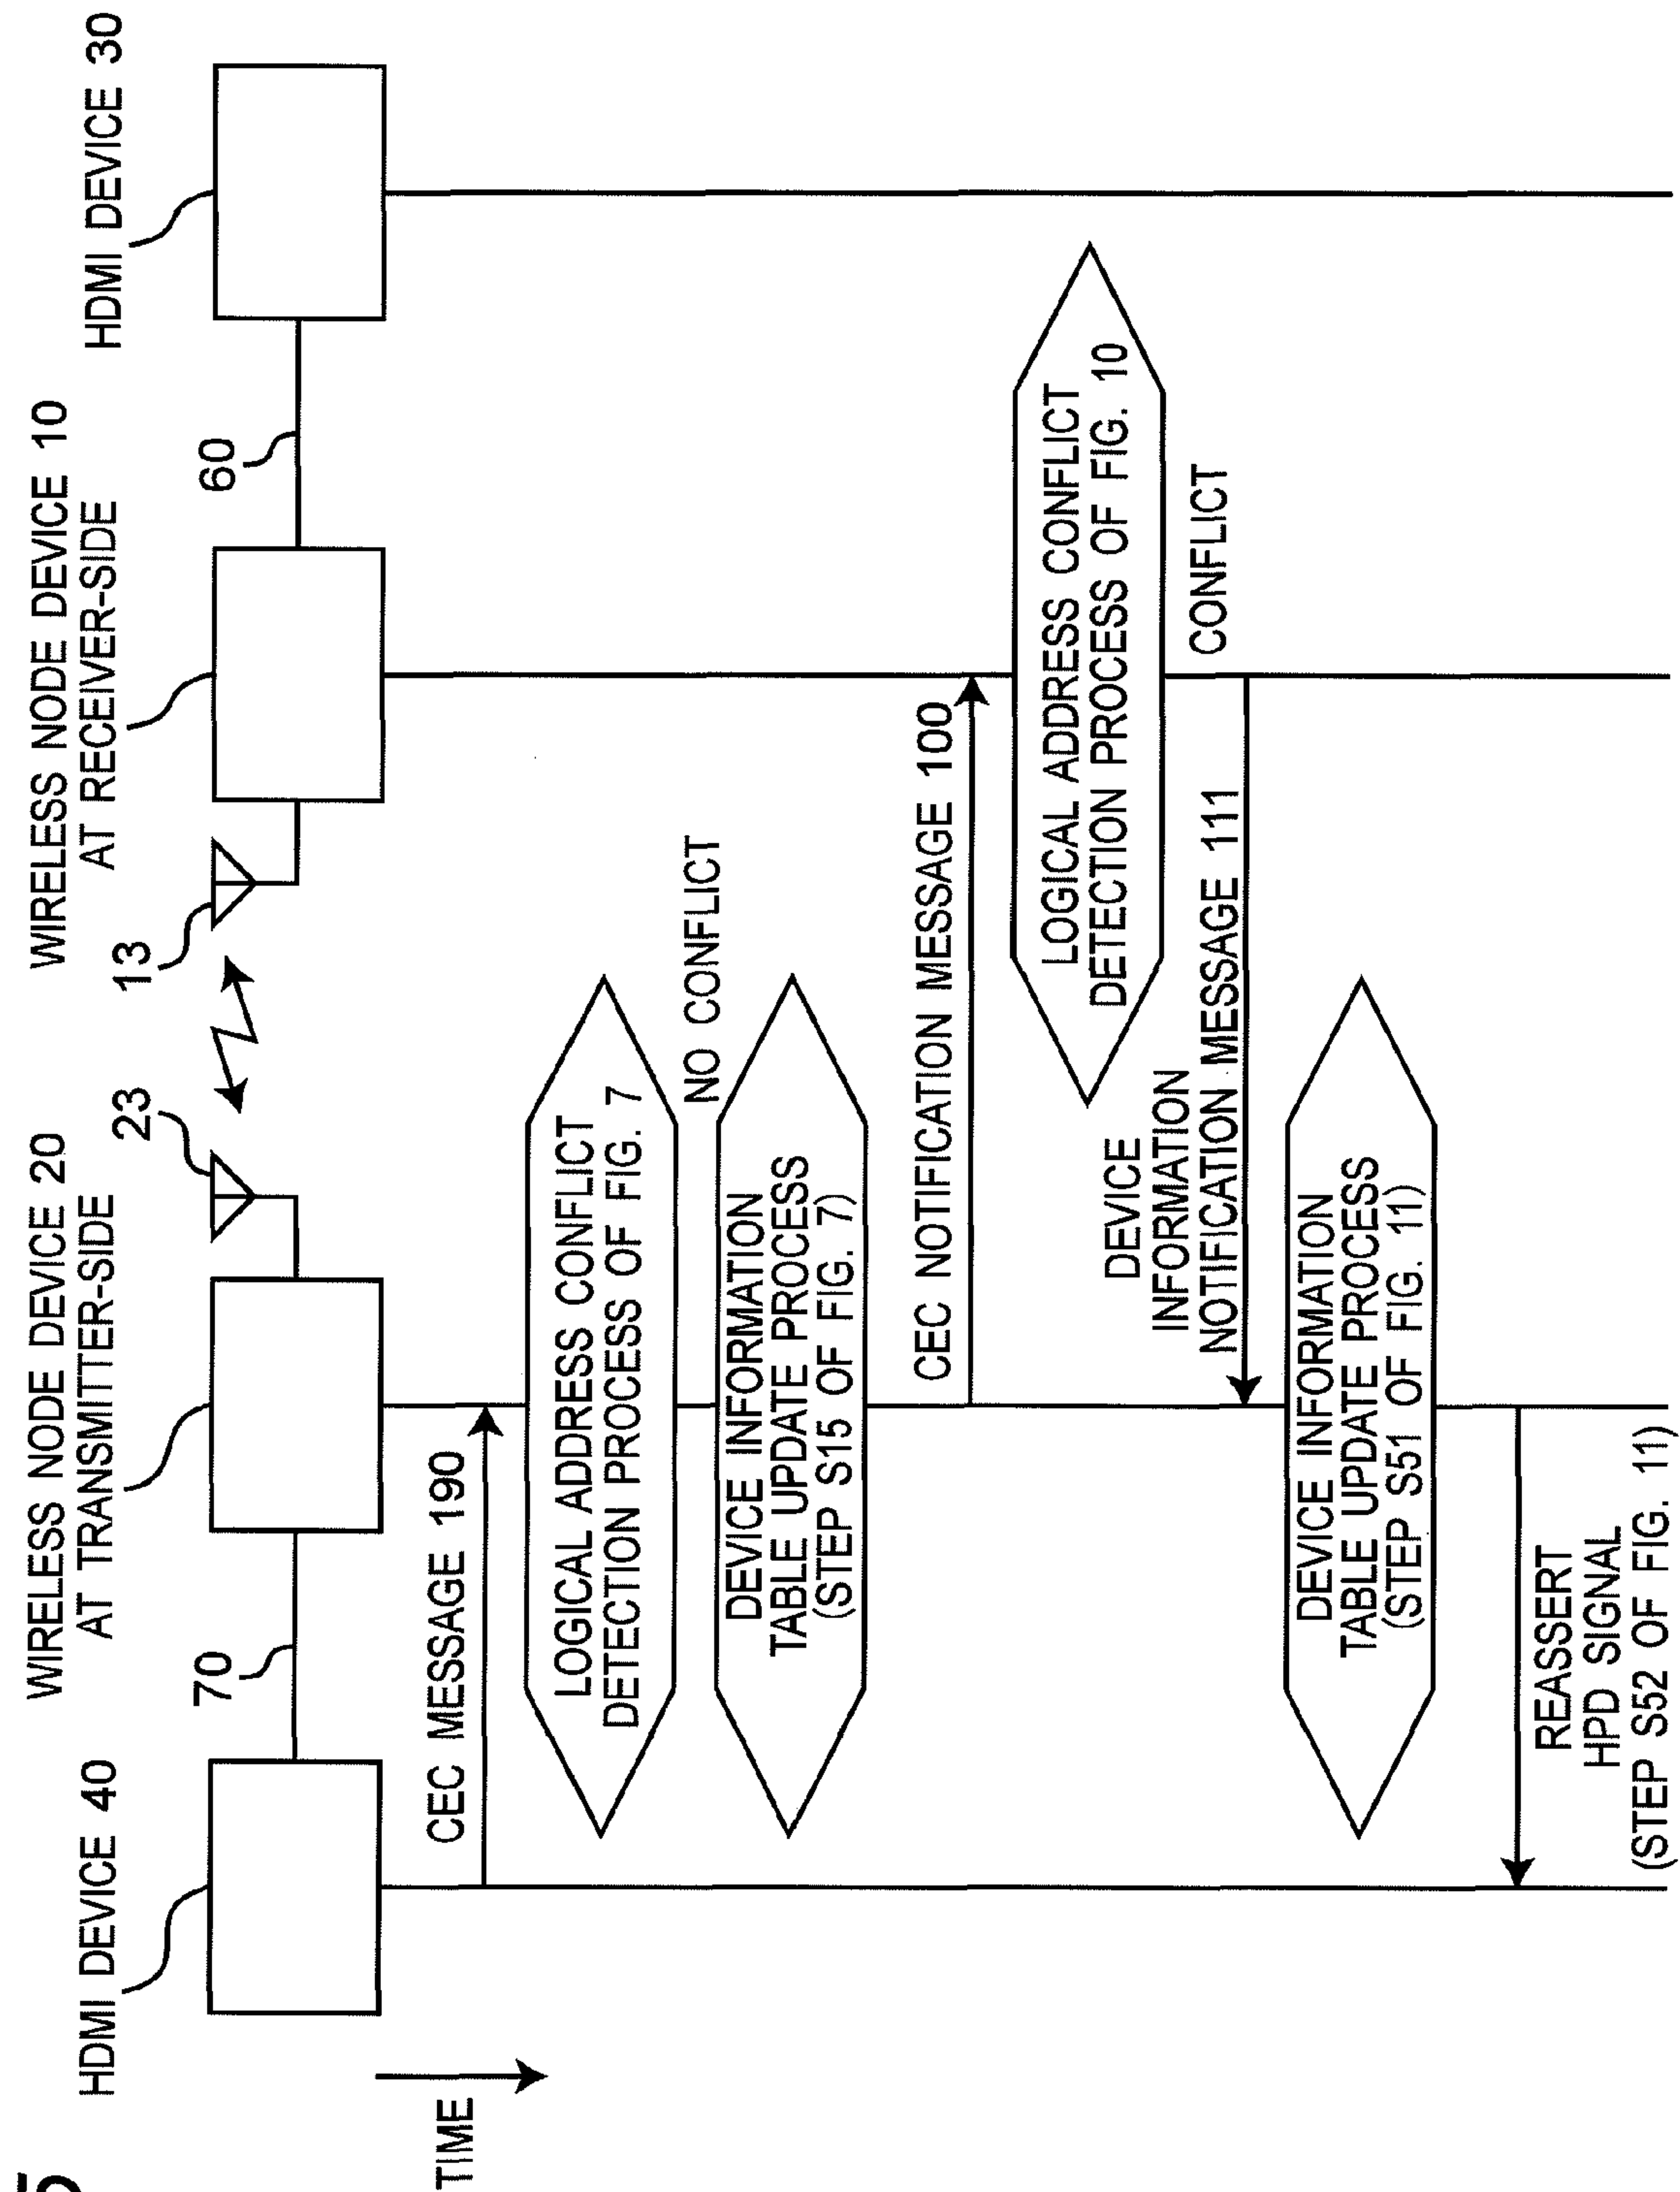 5
HDMI DEVICE 40
WIRELESS NODE DEVICE 20
AT TRANSMITTER-SIDE
WIRELESS NODE DEVICE 10
AT RECEIVER-SIDE
HDMI DEVICE 30
70
23
13
60
TIME
CEC MESSAGE 190
LOGICAL ADDRESS CONFLICT
DETECTION PROCESS OF FIG. 7
NO CONFLICT
DEVICE INFORMATION
TABLE UPDATE PROCESS
(STEP S15 OF FIG. 7)
CEC NOTIFICATION MESSAGE 100
LOGICAL ADDRESS CONFLICT
DETECTION PROCESS OF FIG. 10
CONFLICT
DEVICE
INFORMATION
NOTIFICATION MESSAGE 111
DEVICE INFORMATION
TABLE UPDATE PROCESS
(STEP S51 OF FIG. 11)
REASSERT
HPD SIGNAL
(STEP S52 OF FIG. 11)